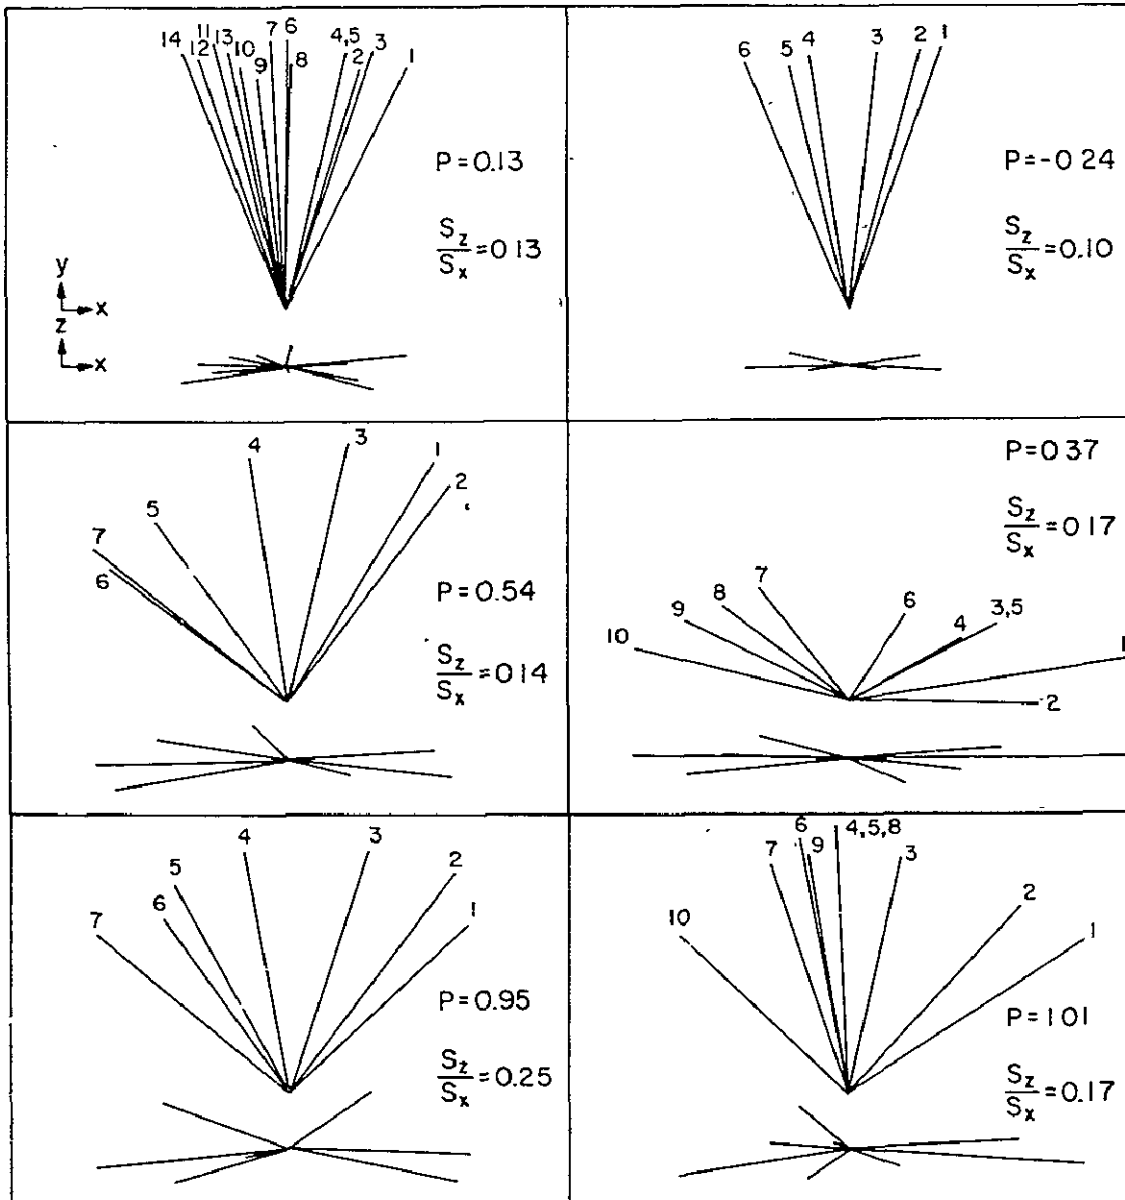 14 12 11 13 10 9 7 6 8 4,5 2 3 1
P=0.13
S_z/S_x=0 13
y
x
z
x
6 5 4 3 2 1
P=-0 24
S_z/S_x=0.10
7 6 5 4 3 1 2
P=0.54
S_z/S_x=0 14
P=0 37
S_z/S_x=0 17
10 9 8 7 6 4 3,5 1 2
7 6 5 4 3 2 1
P=0.95
S_z/S_x=0.25
10 7 6 9 4,5,8 3 2 1
P=1 01
S_z/S_x=0.17